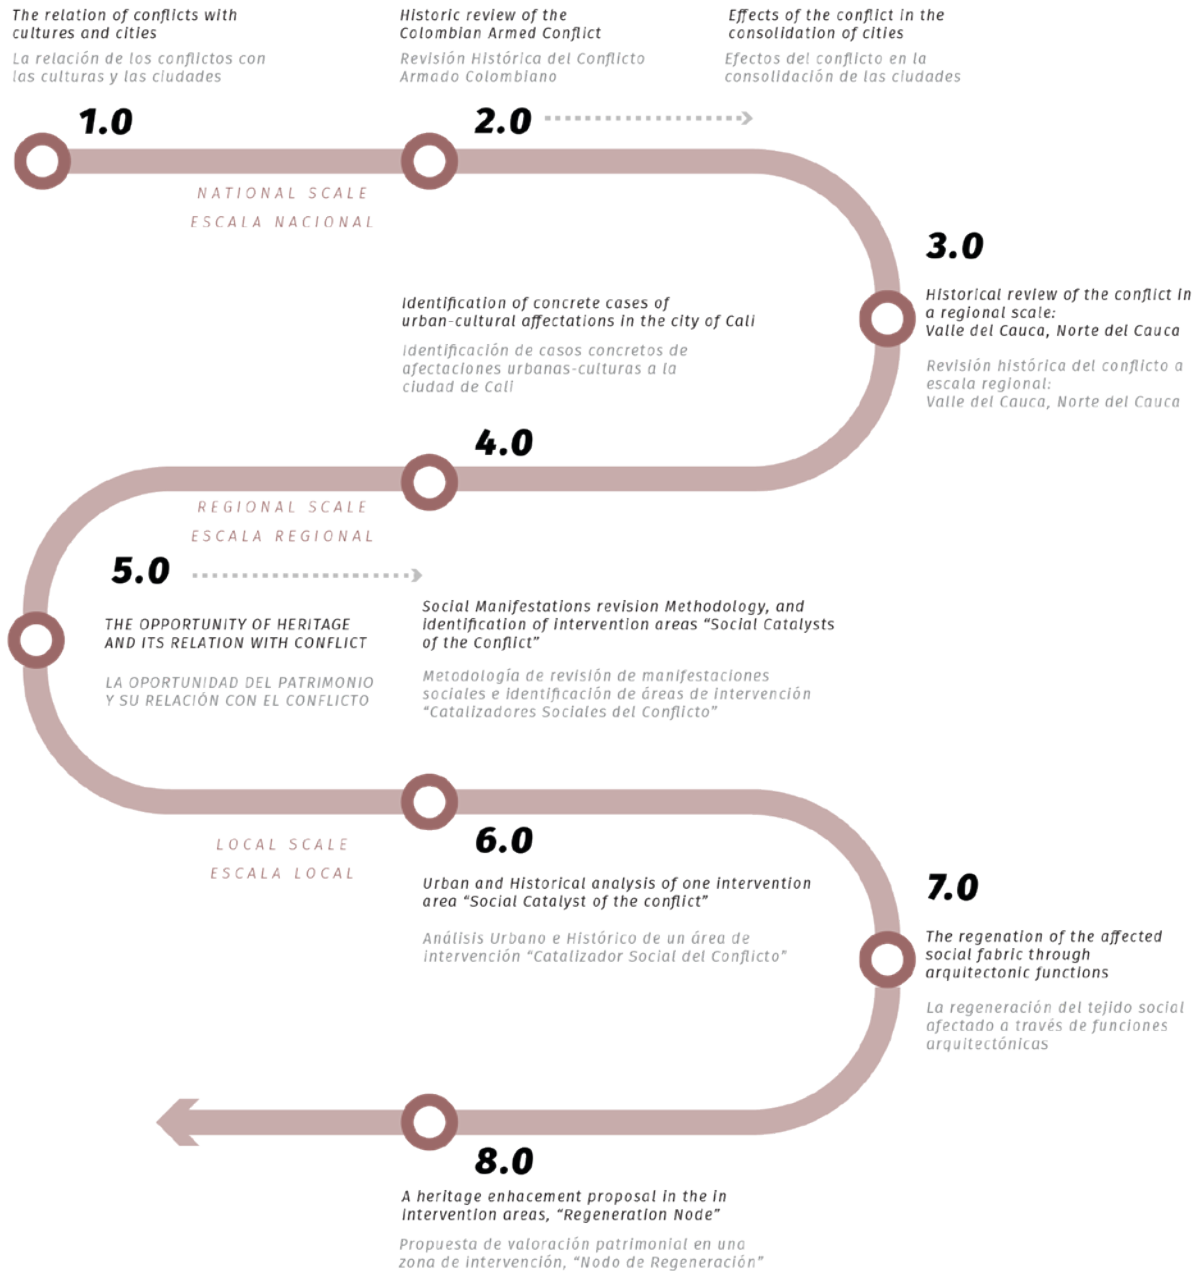 The relation of conflicts with
cultures and cities
La relación de los conflictos con
las culturas y las ciudades
1.0
Historic review of the
Colombian Armed Conflict
Revisión Histórica del Conflicto
Armado Colombiano
2.0
Effects of the conflict in the
consolidation of cities
Efectos del conflicto en la
consolidación de las ciudades
NATIONAL SCALE
ESCALA NACIONAL
3.0
Historical review of the conflict in
a regional scale:
Valle del Cauca, Norte del Cauca
Revisión histórica del conflicto a
escala regional:
Valle del Cauca, Norte del Cauca
Identification of concrete cases of
urban-cultural affectations in the city of Cali
Identificación de casos concretos de
afectaciones urbanas-culturas a la
ciudad de Cali
4.0
REGIONAL SCALE
ESCALA REGIONAL
5.0
THE OPPORTUNITY OF HERITAGE
AND ITS RELATION WITH CONFLICT
LA OPORTUNIDAD DEL PATRIMONIO
Y SU RELACIÓN CON EL CONFLICTO
Social Manifestations revision Methodology, and
identification of intervention areas “Social Catalysts
of the Conflict”
Metodología de revisión de manifestaciones
sociales e identificación de áreas de intervención
“Catalizadores Sociales del Conflicto”
LOCAL SCALE
ESCALA LOCAL
6.0
Urban and Historical analysis of one intervention
area “Social Catalyst of the conflict”
Análisis Urbano e Histórico de un área de
intervención “Catalizador Social del Conflicto”
7.0
The regenation of the affected
social fabric through
arquitectonic functions
La regeneración del tejido social
afectado a través de funciones
arquitectónicas
8.0
A heritage enhacement proposal in the in
intervention areas, “Regeneration Node”
Propuesta de valoración patrimonial en una
zona de intervención, “Nodo de Regeneración”